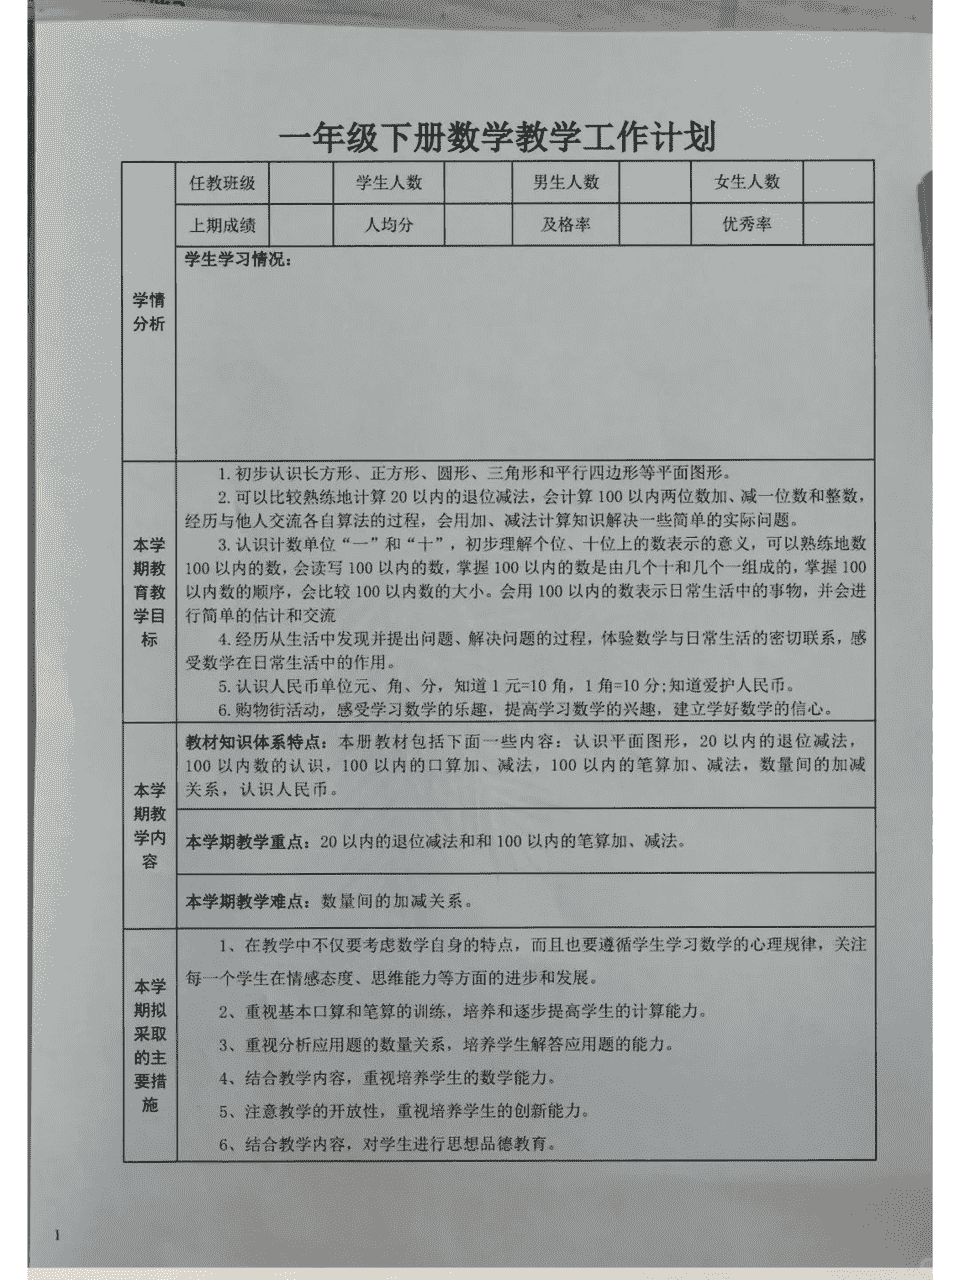 一年级下册数学教学工作计划
任教班级 学生人数 男生人数 女生人数
上期成绩 人均分 及格率 优秀率
学情
分析
学生学习情况：
本学
期教
育教
学目
标
1.初步认识长方形、正方形、圆形、三角形和平行四边形等平面图形。
2.可以比较熟练地计算20以内的退位减法，会计算100以内两位数加、减一位数和整数，
经历与他人交流各自算法的过程，会用加、减法计算知识解决一些简单的实际问题。
3.认识计数单位“一”和“十”，初步理解个位、十位上的数表示的意义，可以熟练地数
100以内的数，会读写100以内的数，掌握100以内的数是由几个十和几个一组成的，掌握100
以内数的顺序，会比较100以内数的大小。会用100以内的数表示日常生活中的事物，并会进
行简单的估计和交流
4.经历从生活中发现并提出问题、解决问题的过程，体验数学与日常生活的密切联系，感
受数学在日常生活中的作用。
5.认识人民币单位元、角、分，知道1元=10角，1角=10分;知道爱护人民币。
6.购物街活动，感受学习数学的乐趣，提高学习数学的兴趣，建立学好数学的信心。
本学
期教
学内
容
教材知识体系特点：本册教材包括下面一些内容：认识平面图形，20以内的退位减法，
100以内数的认识，100以内的口算加、减法，100以内的笔算加、减法，数量间的加减
关系，认识人民币。
本学期教学重点：20以内的退位减法和和100以内的笔算加、减法。
本学期教学难点：数量间的加减关系。
本学
期拟
采取
的主
要措
施
1、在教学中不仅要考虑数学自身的特点，而且也要遵循学生学习数学的心理规律，关注
每一个学生在情感态度、思维能力等方面的进步和发展。
2、重视基本口算和笔算的训练，培养和逐步提高学生的计算能力。
3、重视分析应用题的数量关系，培养学生解答应用题的能力。
4、结合教学内容，重视培养学生的数学能力。
5、注意教学的开放性，重视培养学生的创新能力。
6、结合教学内容，对学生进行思想品德教育。
1